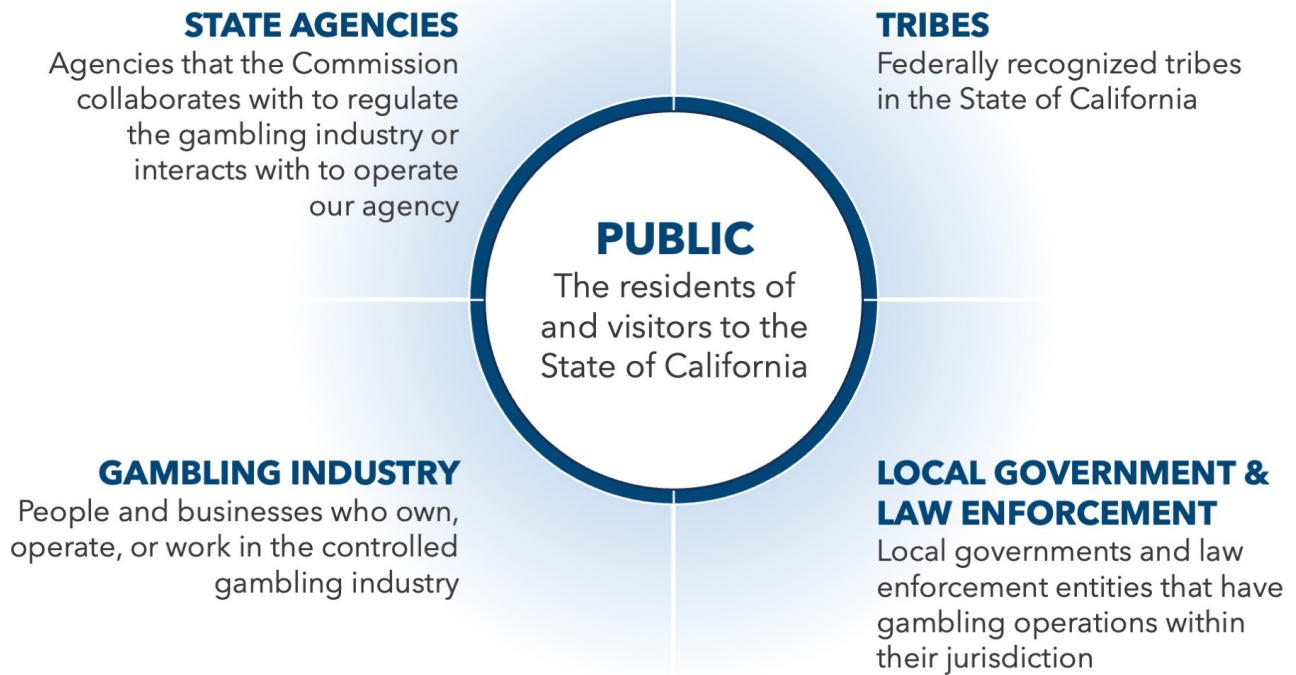 STATE AGENCIES
Agencies that the Commission
collaborates with to regulate
the gambling industry or
interacts with to operate
our agency
TRIBES
Federally recognized tribes
in the State of California
PUBLIC
The residents of
and visitors to the
State of California
GAMBLING INDUSTRY
People and businesses who own,
operate, or work in the controlled
gambling industry
LOCAL GOVERNMENT &
LAW ENFORCEMENT
Local governments and law
enforcement entities that have
gambling operations within
their jurisdiction